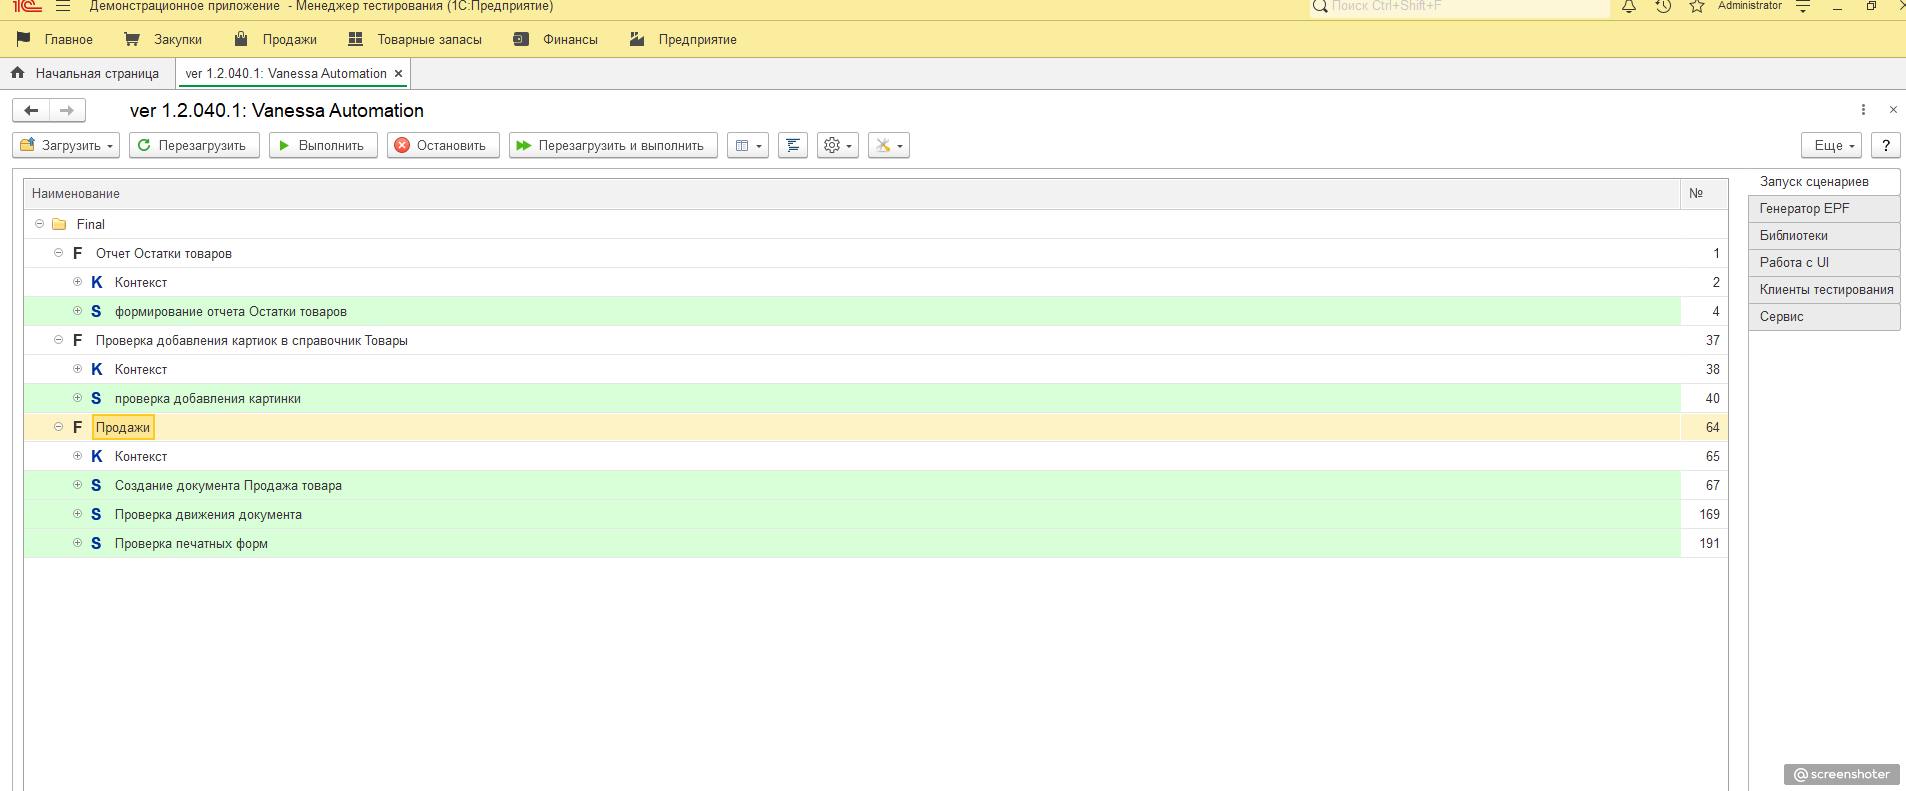 1С Демонстрационное приложение - Менеджер тестирования (1С:Предприятие) Поиск Ctrl+Shift+F Administrator
Главное Закупки Продажи Товарные запасы Финансы Предприятие
Начальная страница ver 1.2.040.1: Vanessa Automation
ver 1.2.040.1: Vanessa Automation
Загрузить Перезагрузить Выполнить Остановить Перезагрузить и выполнить Еще ?
Наименование №
Final
F Отчет Остатки товаров 1
K Контекст 2
S формирование отчета Остатки товаров 4
F Проверка добавления картиок в справочник Товары 37
K Контекст 38
S проверка добавления картинки 40
F Продажи 64
K Контекст 65
S Создание документа Продажа товара 67
S Проверка движения документа 169
S Проверка печатных форм 191
Запуск сценариев
Генератор EPF
Библиотеки
Работа с UI
Клиенты тестирования
Сервис
@screenshoter